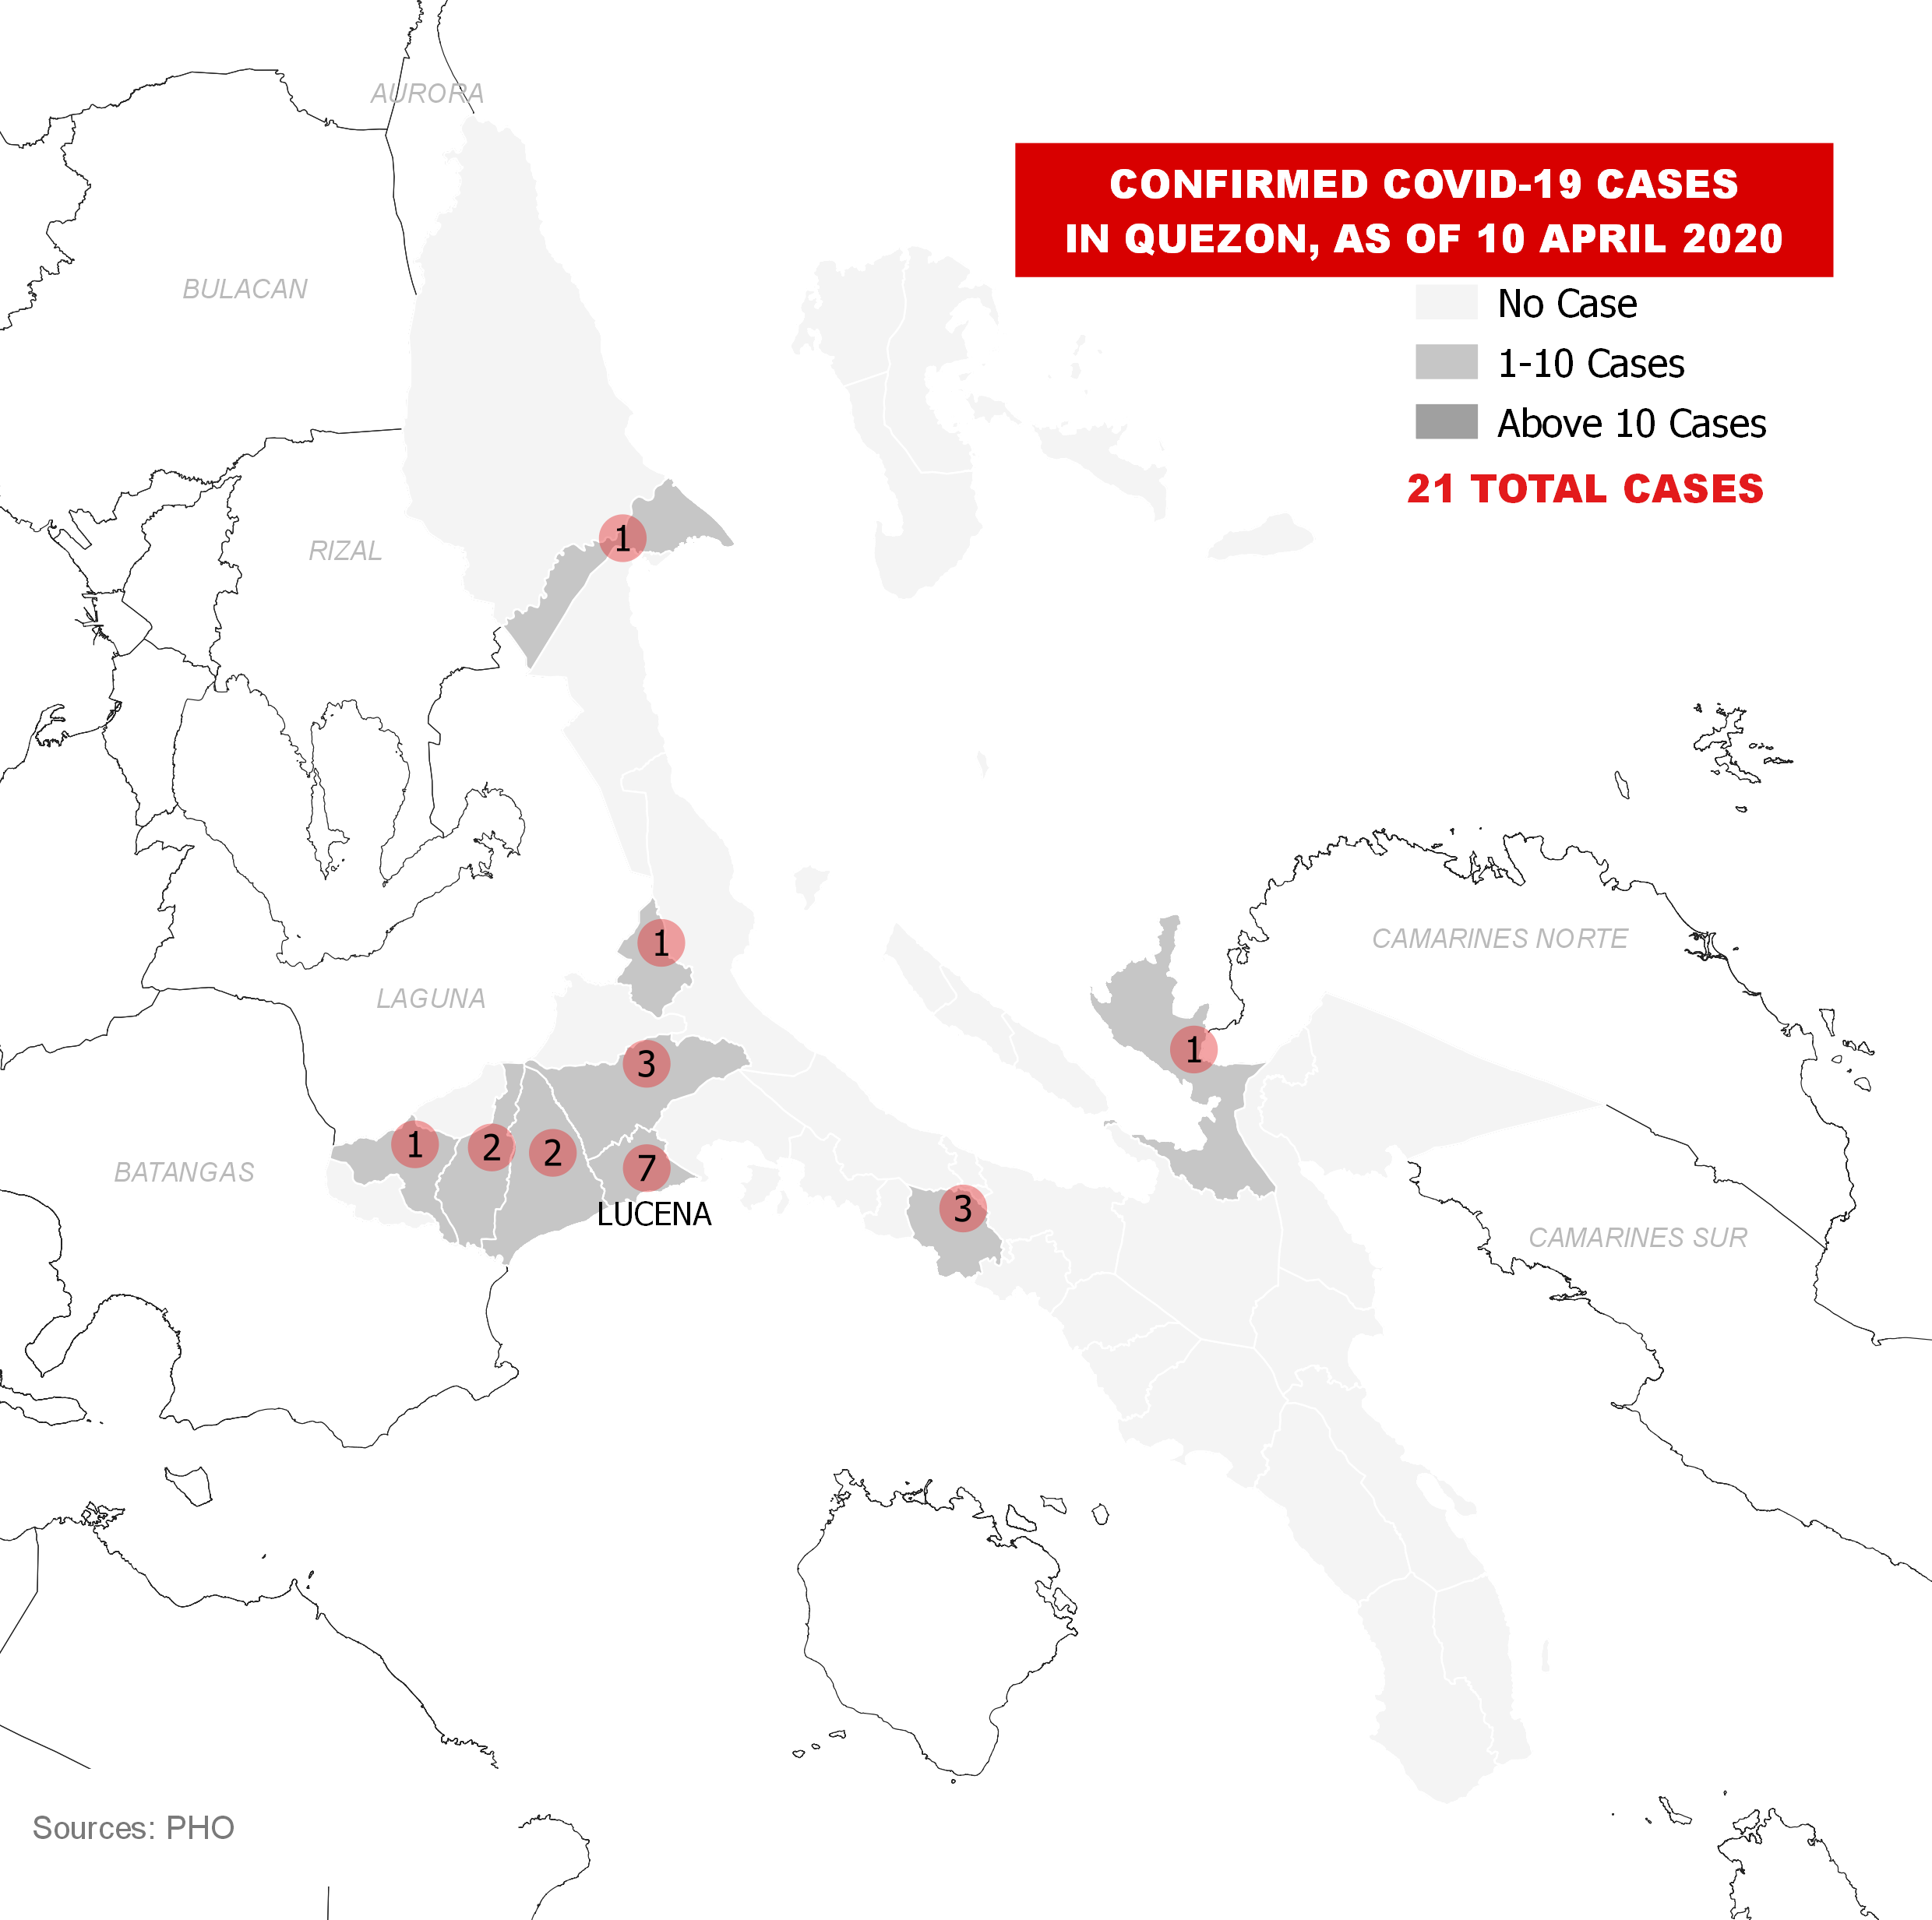 AURORA
CONFIRMED COVID-19 CASES
IN QUEZON, AS OF 10 APRIL 2020
BULACAN
No Case
1-10 Cases
Above 10 Cases
21 TOTAL CASES
RIZAL
1
1
CAMARINES NORTE
LAGUNA
1
3
1
2
2
7
BATANGAS
LUCENA
3
CAMARINES SUR
Sources: PHO